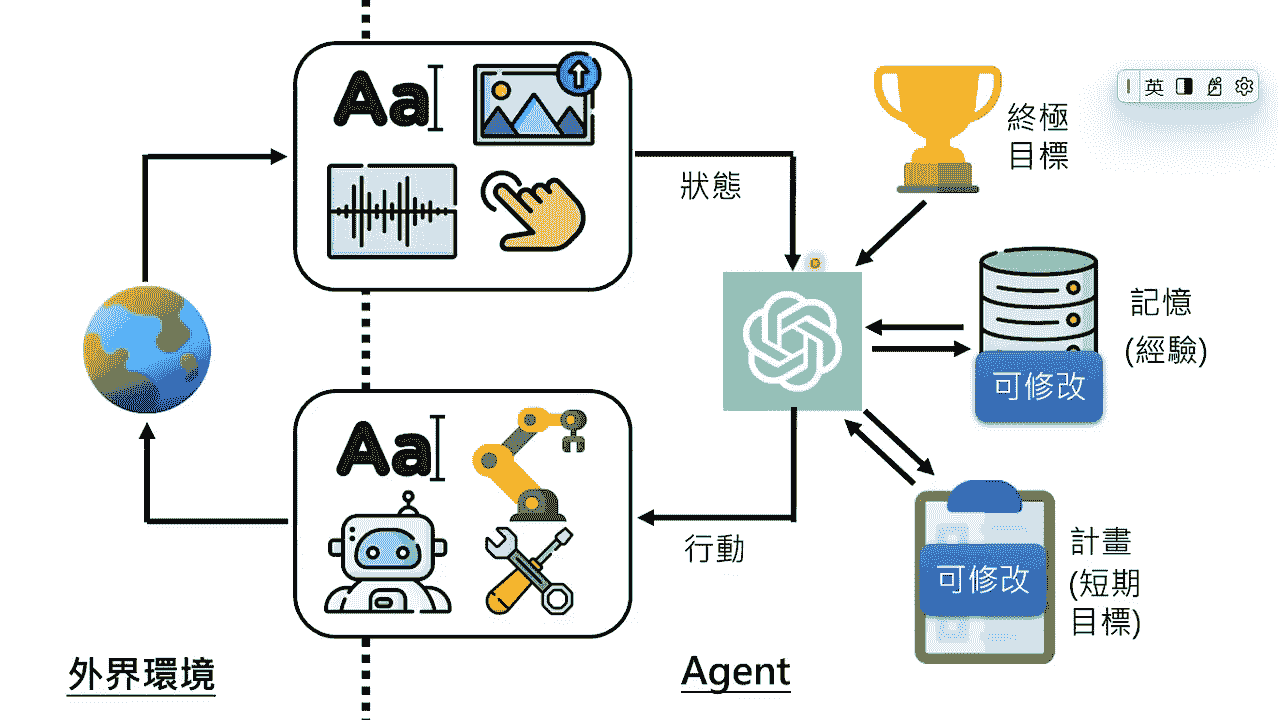 Aa
英
終極
目標
狀態
記憶
(經驗)
可修改
Aa
行動
計畫
(短期
目標)
可修改
外界環境
Agent